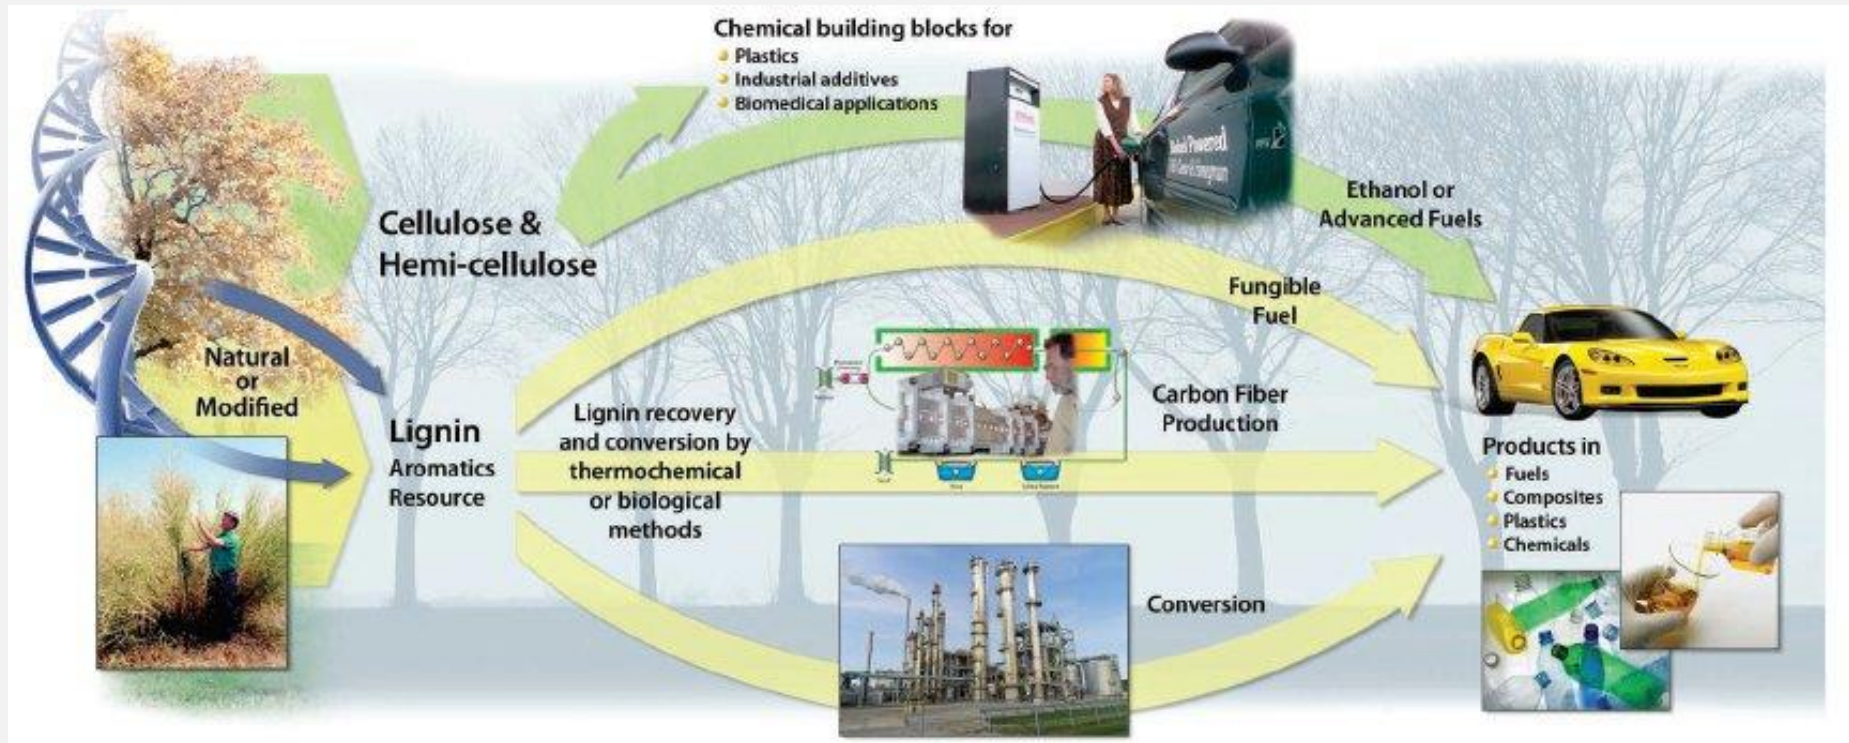 Chemical building blocks for
Plastics
Industrial additives
Biomedical applications
Powered
Ethanol or
Advanced Fuels
Cellulose &
Hemi-cellulose
Fungible
Fuel
Natural
or
Modified
Lignin
Aromatics
Resource
Lignin recovery
and conversion by
thermochemical
or biological
methods
Carbon Fiber
Production
Products in
Fuels
Composites
Plastics
Chemicals
Conversion